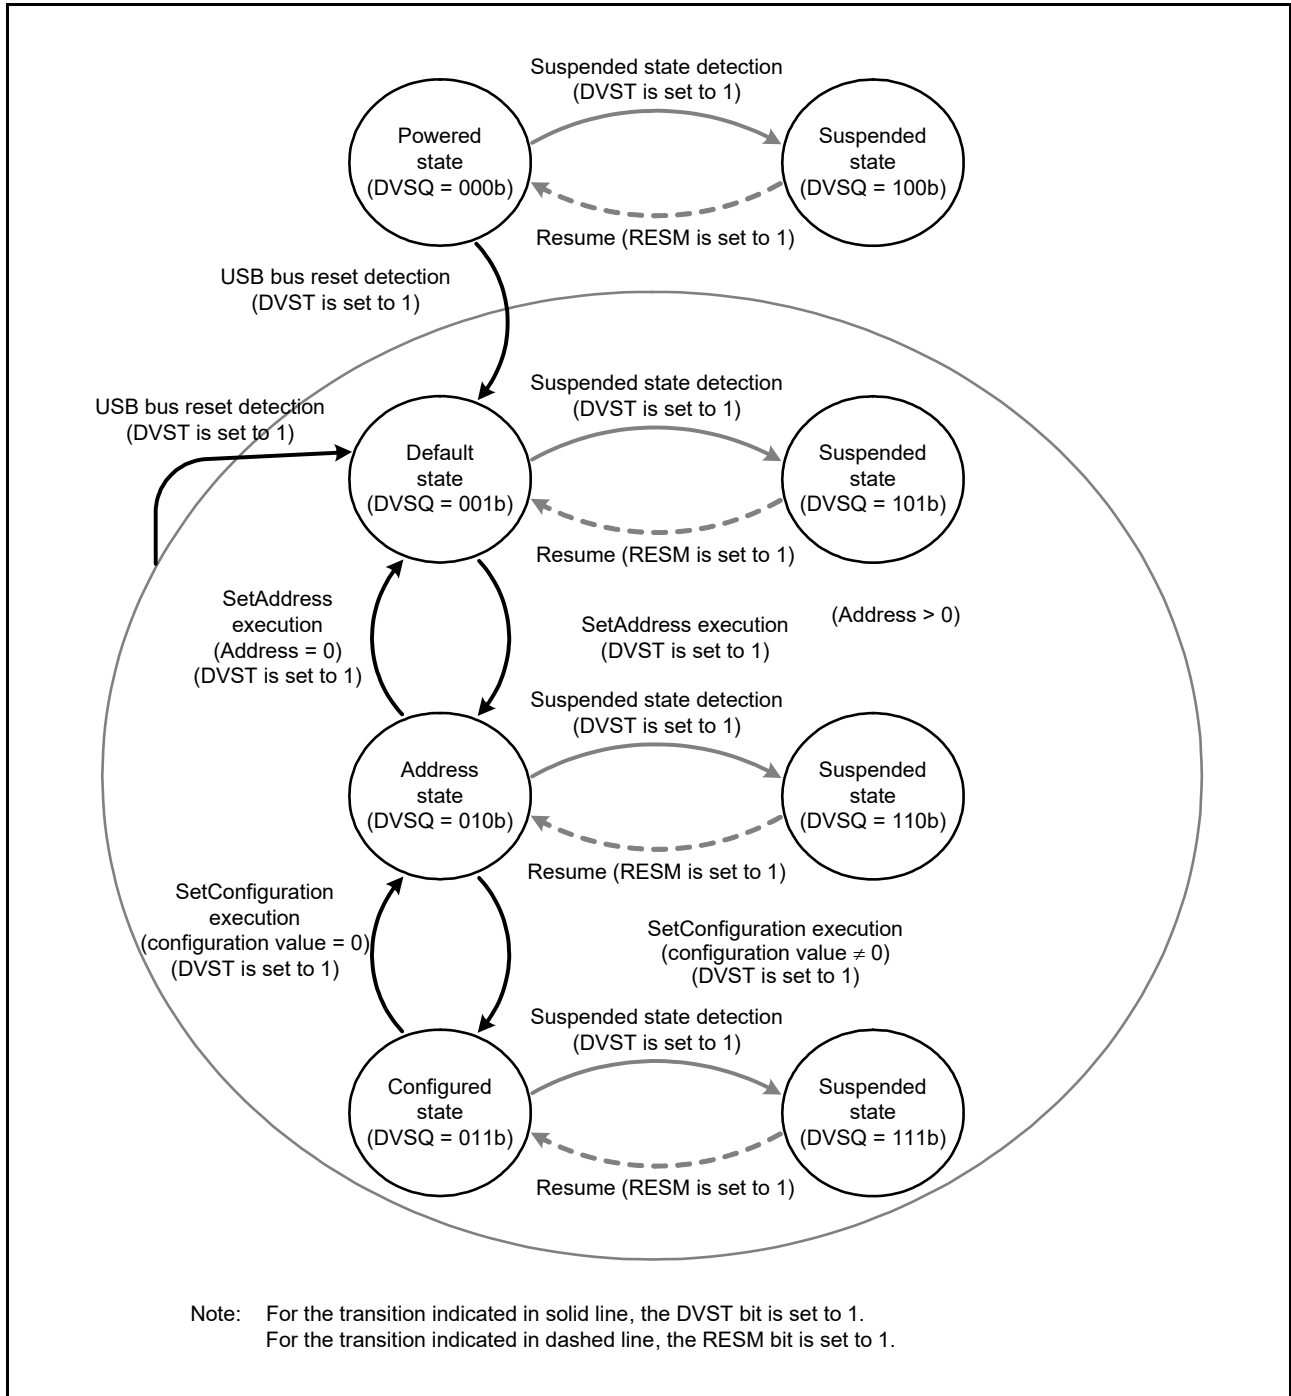 Suspended state detection
(DVST is set to 1)
Powered
state
(DVSQ = 000b)
Suspended
state
(DVSQ = 100b)
Resume (RESM is set to 1)
USB bus reset detection
(DVST is set to 1)
USB bus reset detection
(DVST is set to 1)
Suspended state detection
(DVST is set to 1)
Default
state
(DVSQ = 001b)
Suspended
state
(DVSQ = 101b)
Resume (RESM is set to 1)
SetAddress
execution
(Address = 0)
(DVST is set to 1)
SetAddress execution
(DVST is set to 1)
(Address > 0)
Suspended state detection
(DVST is set to 1)
Address
state
(DVSQ = 010b)
Suspended
state
(DVSQ = 110b)
Resume (RESM is set to 1)
SetConfiguration
execution
(configuration value = 0)
(DVST is set to 1)
SetConfiguration execution
(configuration value ≠ 0)
(DVST is set to 1)
Suspended state detection
(DVST is set to 1)
Configured
state
(DVSQ = 011b)
Suspended
state
(DVSQ = 111b)
Resume (RESM is set to 1)
Note: For the transition indicated in solid line, the DVST bit is set to 1.
For the transition indicated in dashed line, the RESM bit is set to 1.